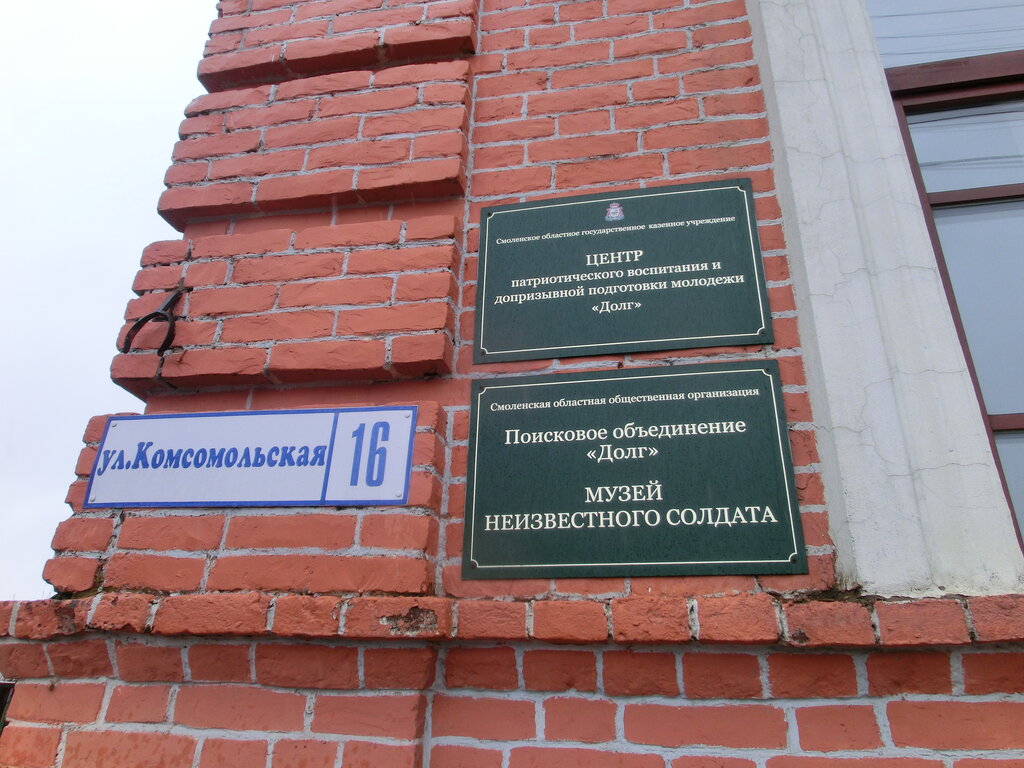 Смоленское областное государственное казенное учреждение
ЦЕНТР
патриотического воспитания и
допризывной подготовки молодежи
«Долг»
Смоленская областная общественная организация
Поисковое объединение
«Долг»
МУЗЕЙ
НЕИЗВЕСТНОГО СОЛДАТА
ул.Комсомольская 16